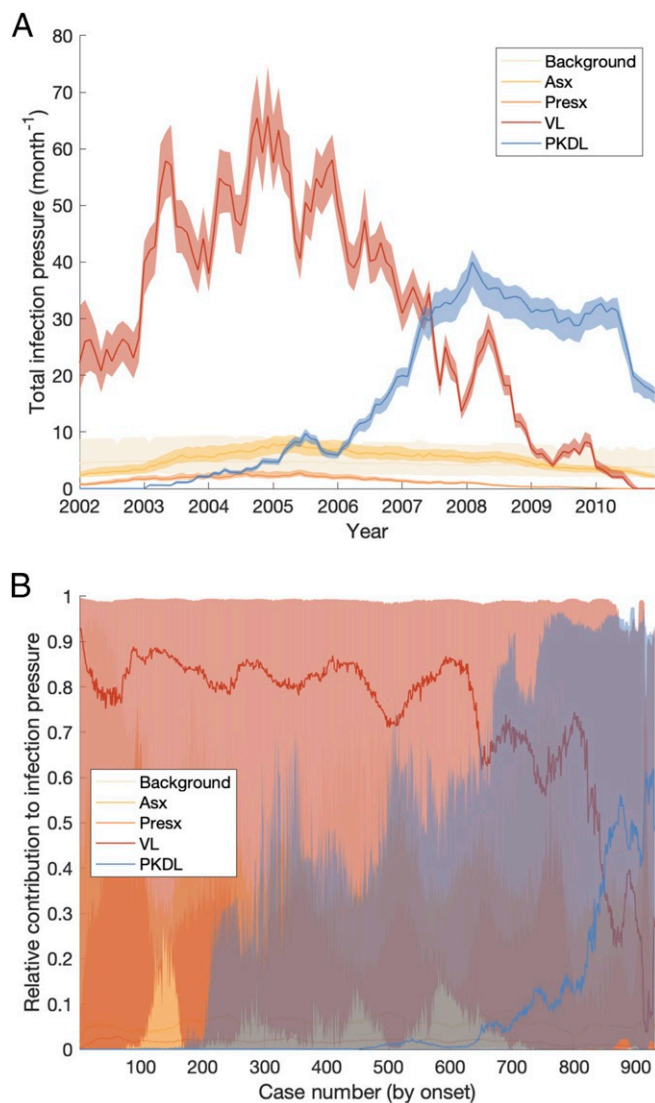 A
Total infection pressure (month⁻¹)
80
70
60
50
40
30
20
10
0
Background
Asx
Presx
VL
PKDL
2002 2003 2004 2005 2006 2007 2008 2009 2010
Year
B
Relative contribution to infection pressure
1
0.9
0.8
0.7
0.6
0.5
0.4
0.3
0.2
0.1
0
Background
Asx
Presx
VL
PKDL
100 200 300 400 500 600 700 800 900
Case number (by onset)